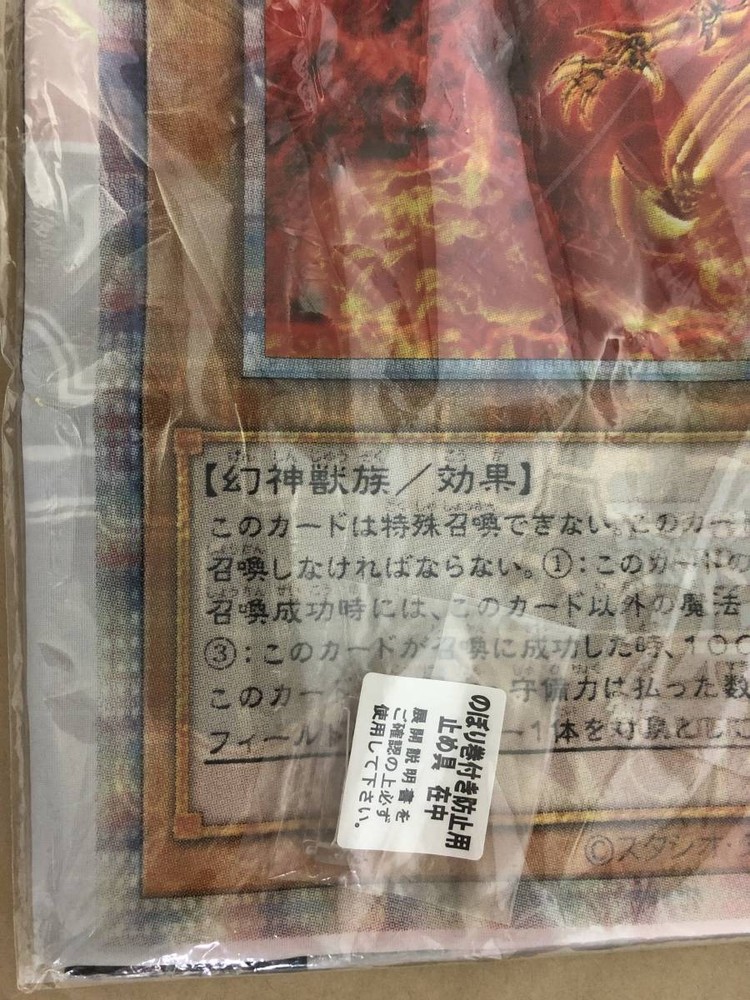 【幻神獣族／効果】
このカードは特殊召喚できない。このカード
召喚しなければならない。①：このカードの
召喚成功時には、このカード以外の魔法
③：このカードが召喚に成功した時、１００
このカー 守備力は払った数
フィールド ー１体を対象と
©スタジオ・
のぼり巻付き防止用
止め具 在中
展開説明書を
ご確認の上必ず
使用して下さい。